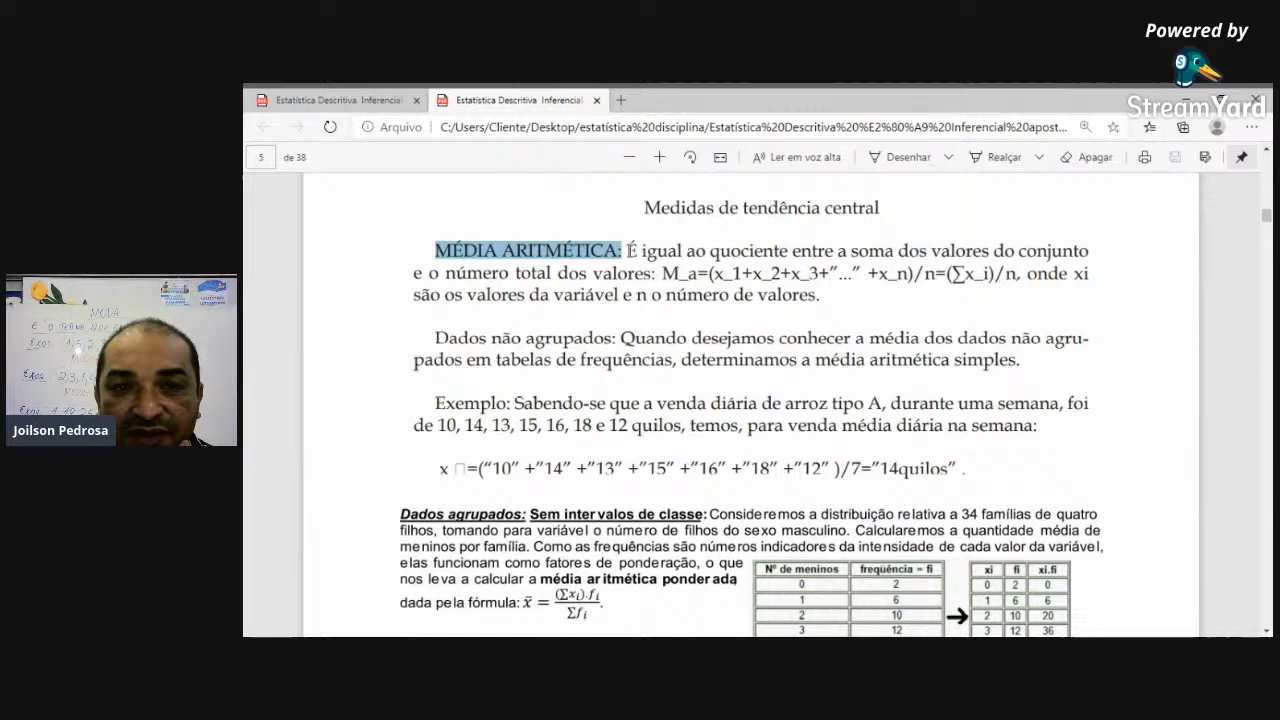 Powered by
StreamYard
Estatística Descritiva Inferencial
Estatística Descritiva Inferencial
Arquivo
C:/Users/Cliente/Desktop/estatística%20disciplina/Estatística%20Descritiva%20%E2%80%A9Inferencial%20apost...
5 de 38
Ler em voz alta
Desenhar
Realçar
Apagar
Medidas de tendência central
MÉDIA ARITMÉTICA: É igual ao quociente entre a soma dos valores do conjunto
e o número total dos valores: M_a=(x_1+x_2+x_3+”...” +x_n)/n=(∑x_i)/n, onde xi
são os valores da variável e n o número de valores.
Dados não agrupados: Quando desejamos conhecer a média dos dados não agru-
pados em tabelas de frequências, determinamos a média aritmética simples.
Exemplo: Sabendo-se que a venda diária de arroz tipo A, durante uma semana, foi
de 10, 14, 13, 15, 16, 18 e 12 quilos, temos, para venda média diária na semana:
x □=(“10” +”14” +”13” +”15” +”16” +”18” +”12” )/7=”14quilos” .
Dados agrupados: Sem intervalos de classe: Consideremos a distribuição relativa a 34 famílias de quatro
filhos, tomando para variável o número de filhos do sexo masculino. Calcularemos a quantidade média de
meninos por família. Como as frequências são números indicadores da intensidade de cada valor da variável,
elas funcionam como fatores de ponderação, o que
nos leva a calcular a média aritmética ponderada
dada pela fórmula: x̄ = (∑xi).fi / ∑fi.
Nº de meninos freqüência = fi
0 2
1 6
2 10
3 12
xi fi xi.fi
0 2 0
1 6 6
2 10 20
3 12 36
MODA
Joilson Pedrosa